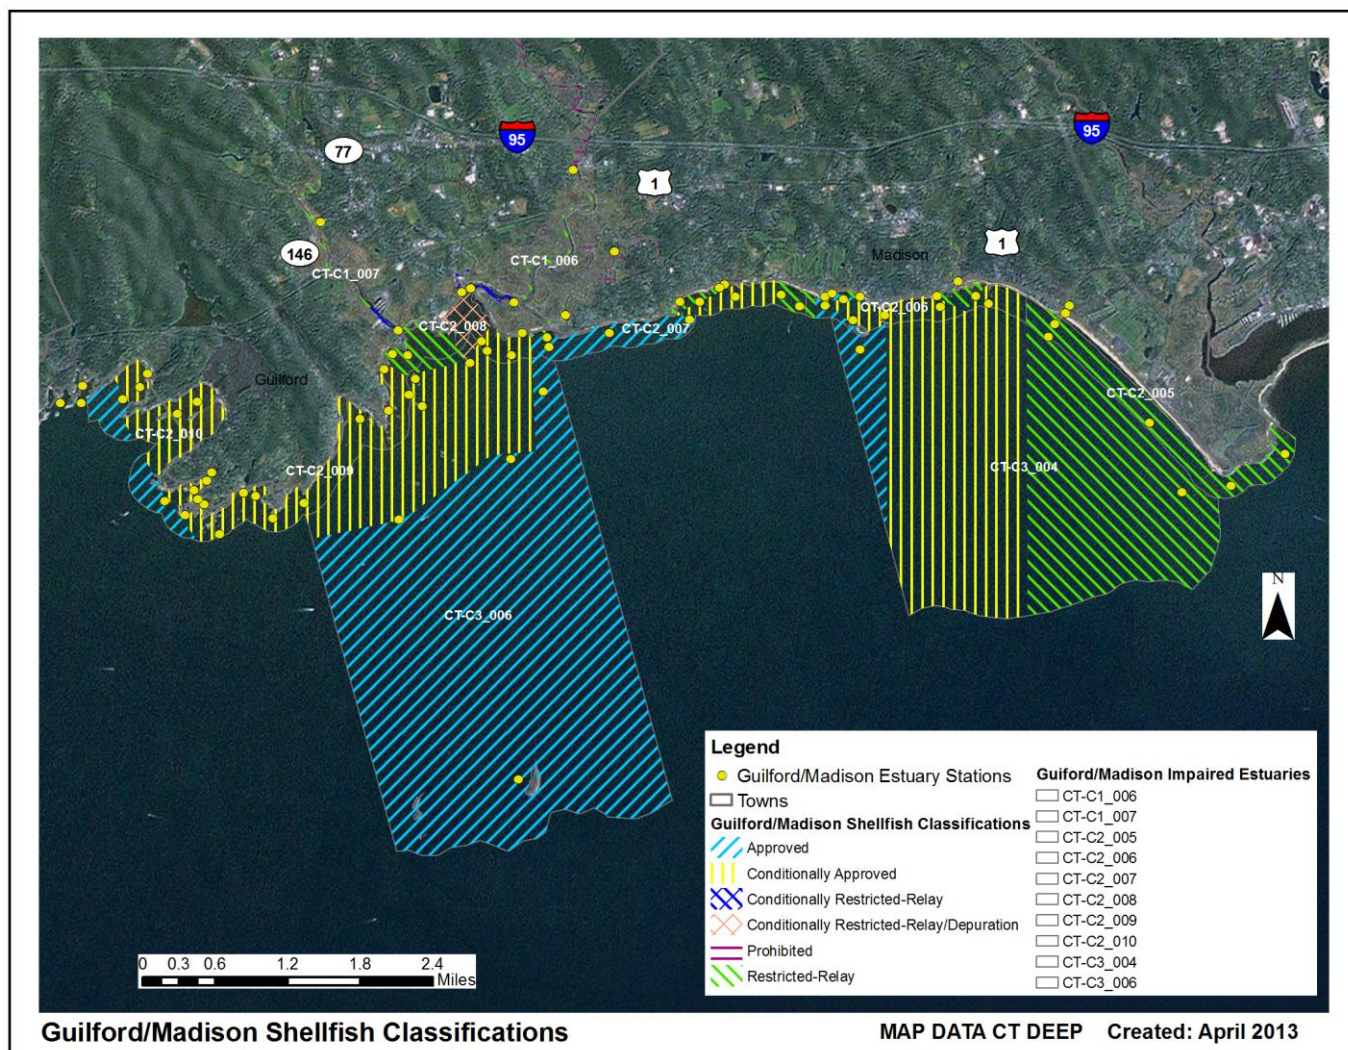 95
95
77
1
146
CT-C1_007
CT-C1_006
Madison
1
CT-C2_006
CT-C2_008
CT-C2_007
Guilford
CT-C2_005
CT-C2_010
CT-C2_009
CT-C3_004
CT-C3_006
N
Legend
Guilford/Madison Estuary Stations
Towns
Guilford/Madison Shellfish Classifications
Approved
Conditionally Approved
Conditionally Restricted-Relay
Conditionally Restricted-Relay/Depuration
Prohibited
Restricted-Relay
Guiford/Madison Impaired Estuaries
CT-C1_006
CT-C1_007
CT-C2_005
CT-C2_006
CT-C2_007
CT-C2_008
CT-C2_009
CT-C2_010
CT-C3_004
CT-C3_006
0 0.3 0.6 1.2 1.8 2.4
Miles
Guilford/Madison Shellfish Classifications
MAP DATA CT DEEP Created: April 2013